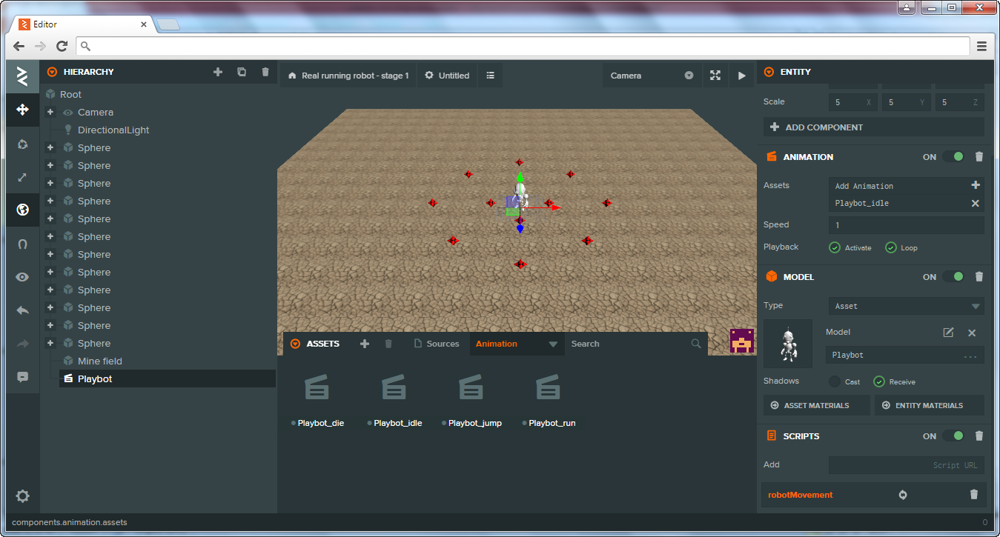 Editor
HIERARCHY
Root
Camera
DirectionalLight
Sphere
Sphere
Sphere
Sphere
Sphere
Sphere
Sphere
Sphere
Sphere
Sphere
Sphere
Sphere
Mine field
Playbot
Real running robot - stage 1
Untitled
Camera
ASSETS
Sources
Animation
Search
Playbot_die
Playbot_idle
Playbot_jump
Playbot_run
ENTITY
Scale
5 X 5 Y 5 Z
ADD COMPONENT
ANIMATION
ON
Assets
Add Animation
Playbot_idle
Speed
1
Playback
Activate
Loop
MODEL
ON
Type
Asset
Model
Playbot
...
Shadows
Cast
Receive
ASSET MATERIALS
ENTITY MATERIALS
SCRIPTS
ON
Add
Script URL
robotMovement
components.animation.assets
0